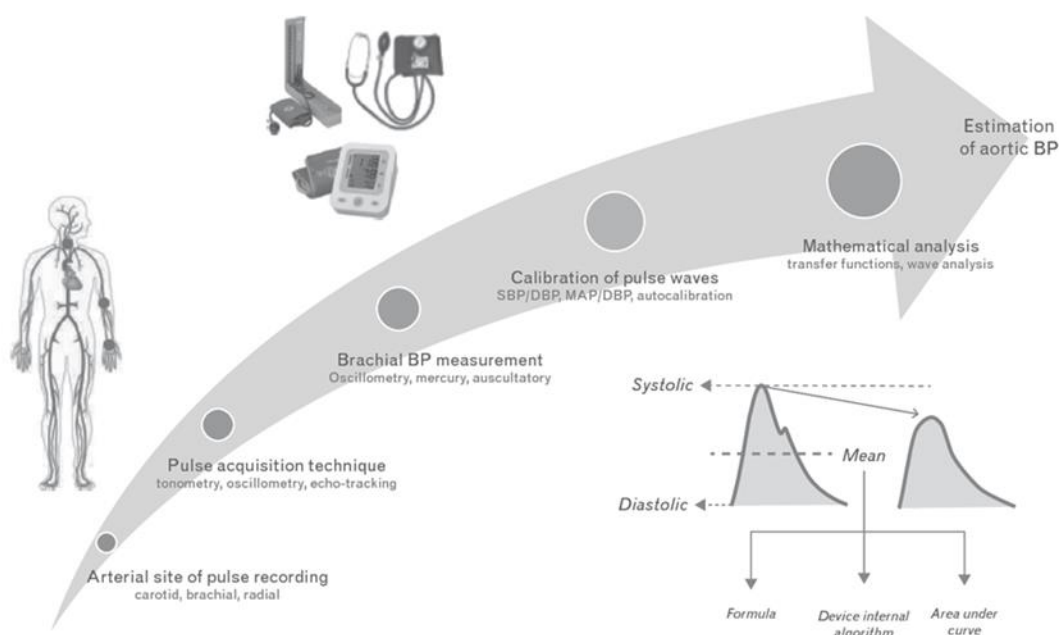 Estimation
of aortic BP
Mathematical analysis
transfer functions, wave analysis
Calibration of pulse waves
SBP/DBP, MAP/DBP, autocalibration
Brachial BP measurement
Oscillometry, mercury, auscultatory
Pulse acquisition technique
tonometry, oscillometry, echo-tracking
Arterial site of pulse recording
carotid, brachial, radial
Systolic
Mean
Diastolic
Formula
Device internal
algorithm
Area under
curve